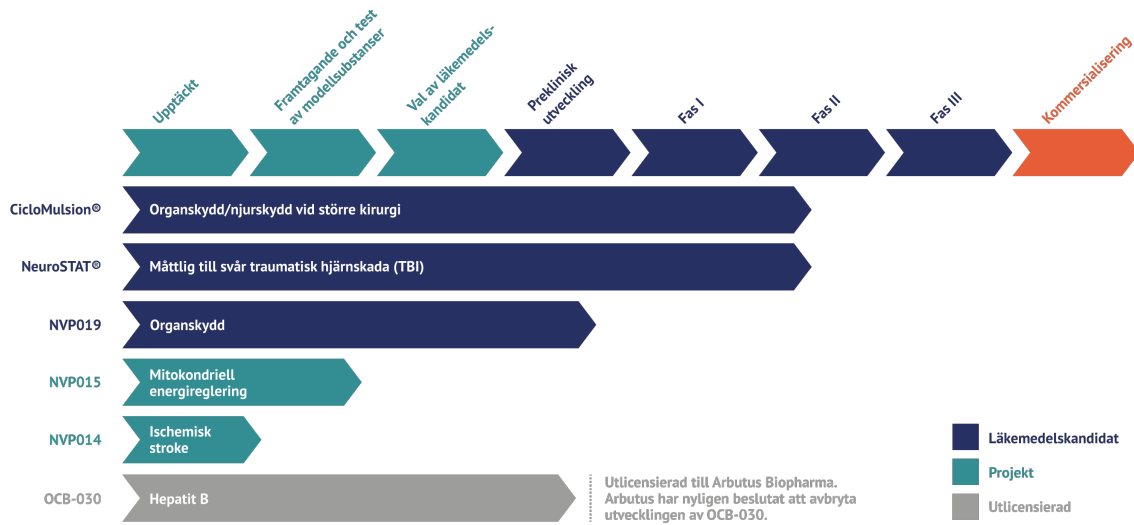 Upptäckt
Framtagande och test
av modellsubstanser
Val av läkemedels-
kandidat
Preklinisk
utveckling
Fas I
Fas II
Fas III
Kommersialisering
CicloMulsion®
Organskydd/njurskydd vid större kirurgi
NeuroSTAT®
Måttlig till svår traumatisk hjärnskada (TBI)
NVP019
Organskydd
NVP015
Mitokondriell
energireglering
NVP014
Ischemisk
stroke
OCB-030
Hepatit B
Utlicensierad till Arbutus Biopharma.
Arbutus har nyligen beslutat att avbryta
utvecklingen av OCB-030.
Läkemedelskandidat
Projekt
Utlicensierad